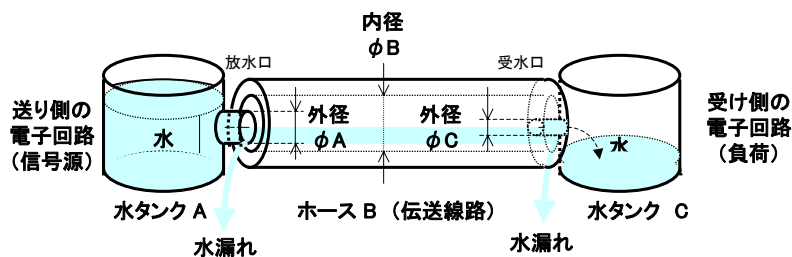 内径
φB
放水口
受水口
送り側の
電子回路
(信号源)
水
外径
φA
外径
φC
水
受け側の
電子回路
(負荷)
水タンク A
ホース B (伝送線路)
水タンク C
水漏れ
水漏れ